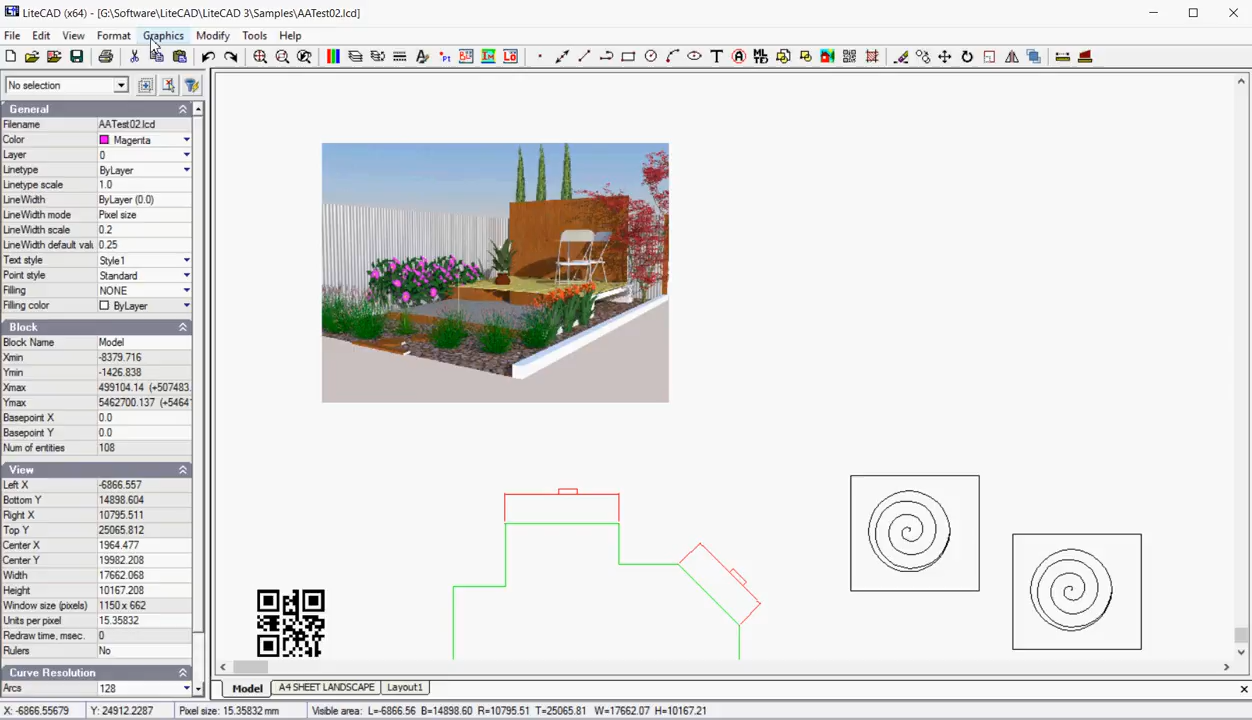 LiteCAD (x64) - [G:\Software\LiteCAD\LiteCAD 3\Samples\AATest02.lcd]
File Edit View Format Graphics Modify Tools Help
No selection
General
Filename AATest02.lcd
Color Magenta
Layer 0
Linetype ByLayer
Linetype scale 1.0
LineWidth ByLayer (0.0)
LineWidth mode Pixel size
LineWidth scale 0.2
LineWidth default valu 0.25
Text style Style1
Point style Standard
Filling NONE
Filling color ByLayer
Block
Block Name Model
Xmin -8379.716
Ymin -1426.838
Xmax 499104.14 (+507483.
Ymax 5462700.137 (+5464
Basepoint X 0.0
Basepoint Y 0.0
Num of entities 108
View
Left X -6866.557
Bottom Y 14898.604
Right X 10795.511
Top Y 25065.812
Center X 1964.477
Center Y 19982.208
Width 17662.068
Height 10167.208
Window size (pixels) 1150 x 662
Units per pixel 15.35832
Redraw time, msec. 0
Rulers No
Curve Resolution
Arcs 128
Model A4 SHEET LANDSCAPE Layout1
X: -6866.55679 Y: 24912.2287 Pixel size: 15.35832 mm Visible area: L=-6866.56 B=14898.60 R=10795.51 T=25065.81 W=17662.07 H=10167.21